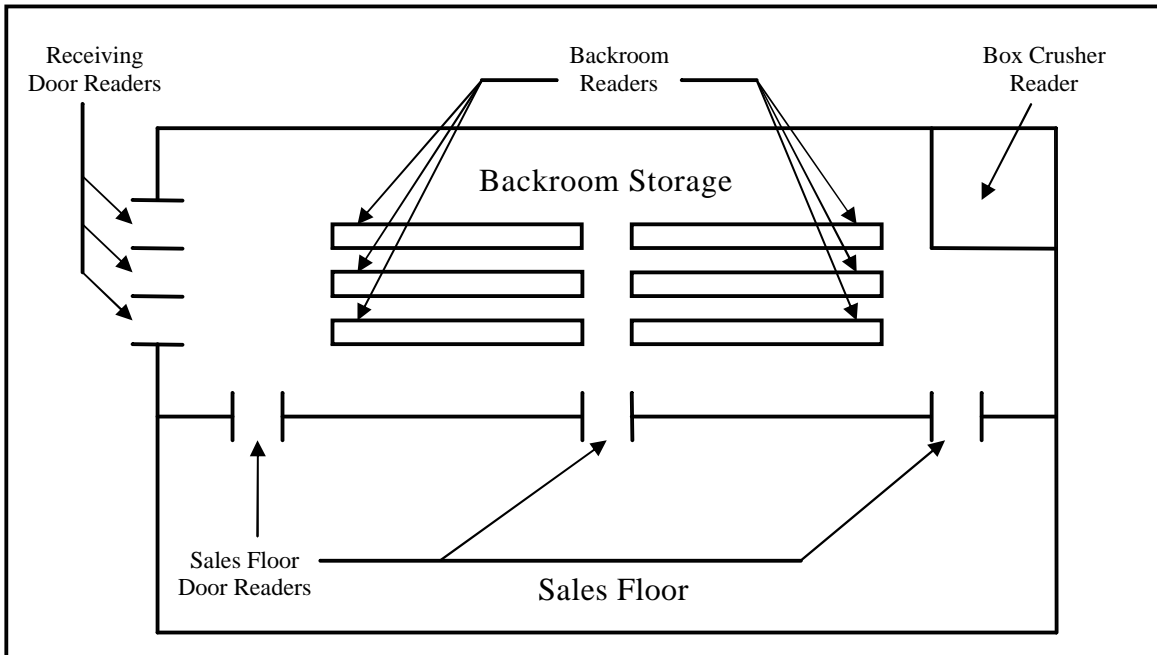 Receiving
Door Readers
Backroom
Readers
Box Crusher
Reader
Backroom Storage
Sales Floor
Door Readers
Sales Floor